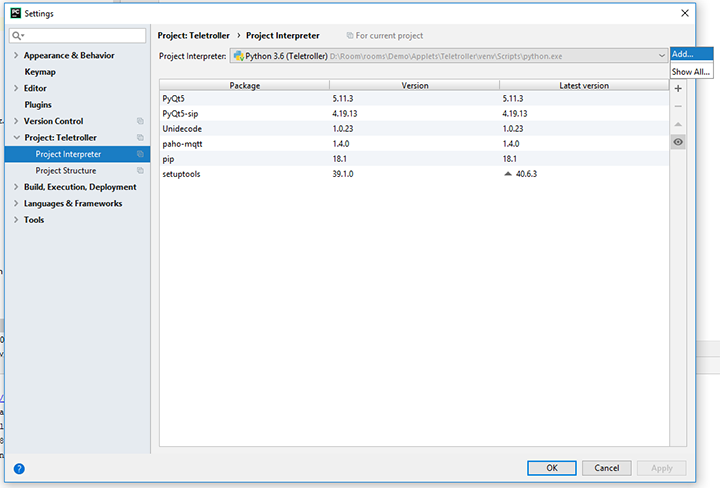 PC Settings
Project: Teletroller > Project Interpreter For current project
Appearance & Behavior
Keymap
Editor
Plugins
Version Control
Project: Teletroller
Project Interpreter
Project Structure
Build, Execution, Deployment
Languages & Frameworks
Tools
Project Interpreter: Python 3.6 (Teletroller) D:\Room\rooms\Demo\Applets\Teletroller\venv\Scripts\python.exe
Add...
Show All...
Package Version Latest version
PyQt5 5.11.3 5.11.3
PyQt5-sip 4.19.13 4.19.13
Unidecode 1.0.23 1.0.23
paho-mqtt 1.4.0 1.4.0
pip 18.1 18.1
setuptools 39.1.0 40.6.3
? OK Cancel Apply